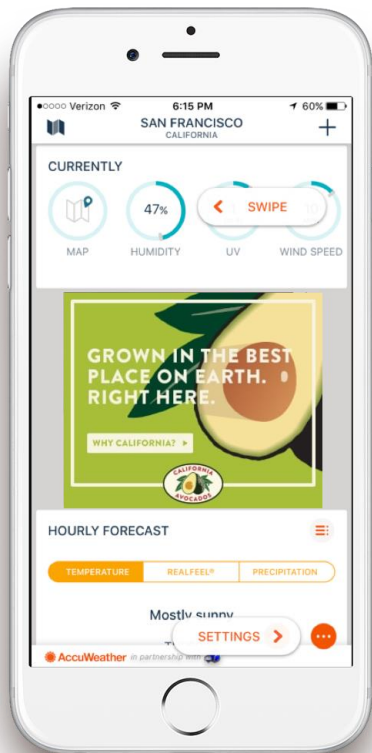 Verizon 6:15 PM 60%
SAN FRANCISCO
CALIFORNIA
CURRENTLY
47%
SWIPE
MAP HUMIDITY UV WIND SPEED
GROWN IN THE BEST
PLACE ON EARTH.
RIGHT HERE.
WHY CALIFORNIA?
CALIFORNIA
AVOCADOS
HOURLY FORECAST
TEMPERATURE REALFEEL® PRECIPITATION
Mostly sunny
SETTINGS
AccuWeather in partnership with